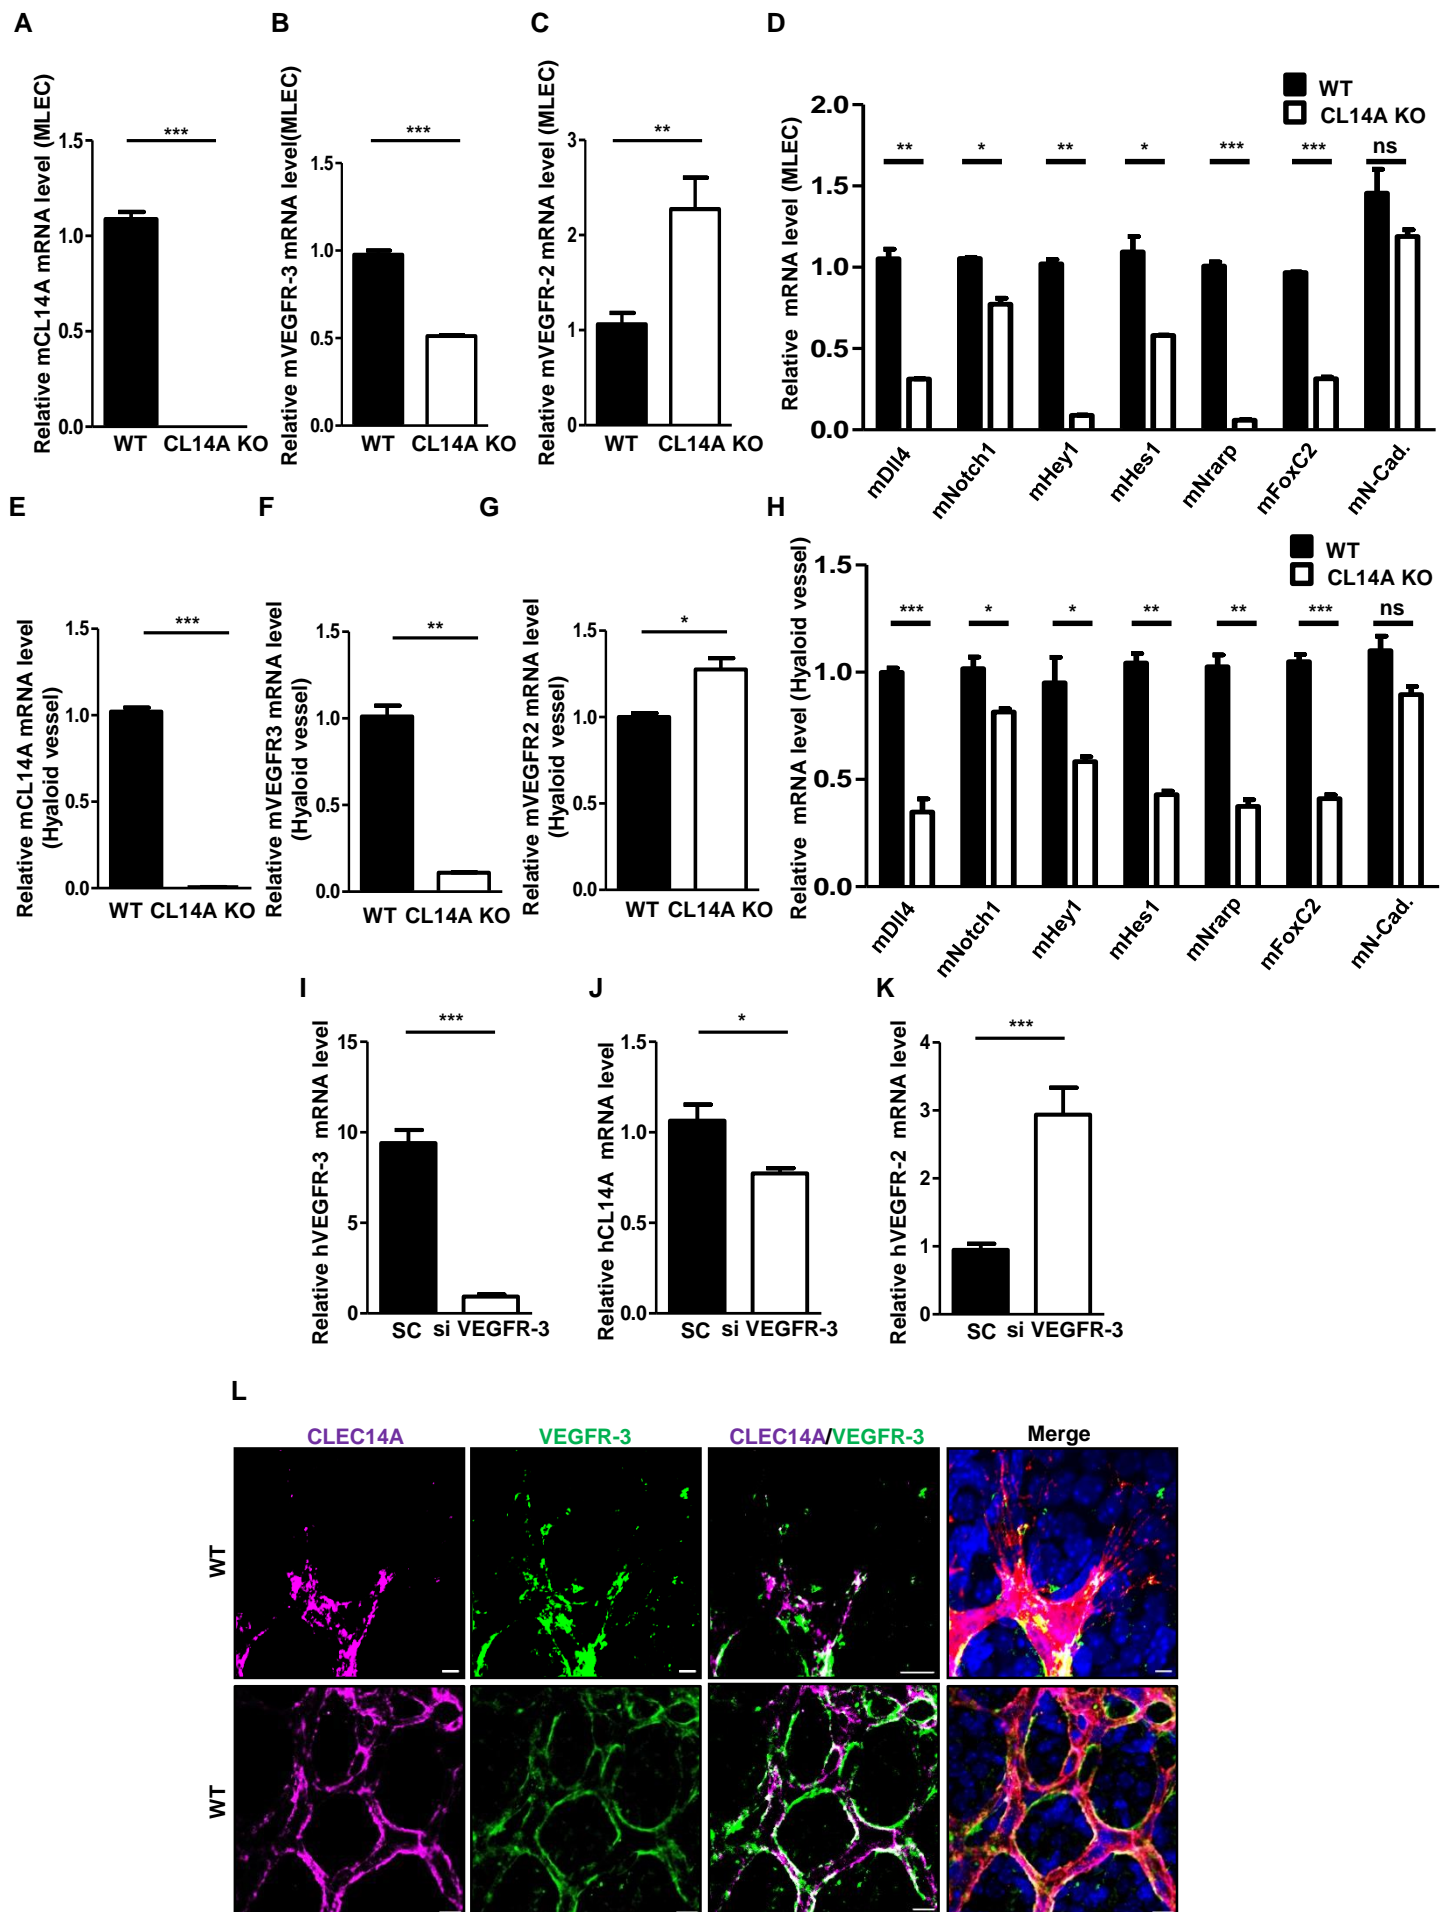 A
B
C
D
Relative mCL14A mRNA level (MLEC)
1.5
1.0
0.5
0.0
***
WT CL14A KO
Relative mVEGFR-3 mRNA level(MLEC)
1.5
1.0
0.5
0.0
***
WT CL14A KO
Relative mVEGFR-2 mRNA level (MLEC)
3
2
1
0
**
WT CL14A KO
Relative mRNA level (MLEC)
2.0
1.5
1.0
0.5
0.0
WT
CL14A KO
** * ** * *** *** ns
mDll4 mNotch1 mHey1 mHes1 mNrarp mFoxC2 mN-Cad.
E
F
G
H
Relative mCL14A mRNA level
(Hyaloid vessel)
1.5
1.0
0.5
0.0
***
WT CL14A KO
Relative mVEGFR3 mRNA level
(Hyaloid vessel)
1.5
1.0
0.5
0.0
**
WT CL14A KO
Relative mVEGFR2 mRNA level
(Hyaloid vessel)
1.5
1.0
0.5
0.0
*
WT CL14A KO
Relative mRNA level (Hyaloid vessel)
1.5
1.0
0.5
0.0
WT
CL14A KO
*** * * ** ** *** ns
mDll4 mNotch1 mHey1 mHes1 mNrarp mFoxC2 mN-Cad.
I
J
K
Relative hVEGFR-3 mRNA level
15
10
5
0
***
SC si VEGFR-3
Relative hCL14A mRNA level
1.5
1.0
0.5
0.0
*
SC si VEGFR-3
Relative hVEGFR-2 mRNA level
4
3
2
1
0
***
SC si VEGFR-3
L
CLEC14A VEGFR-3 CLEC14A/VEGFR-3 Merge
WT
WT